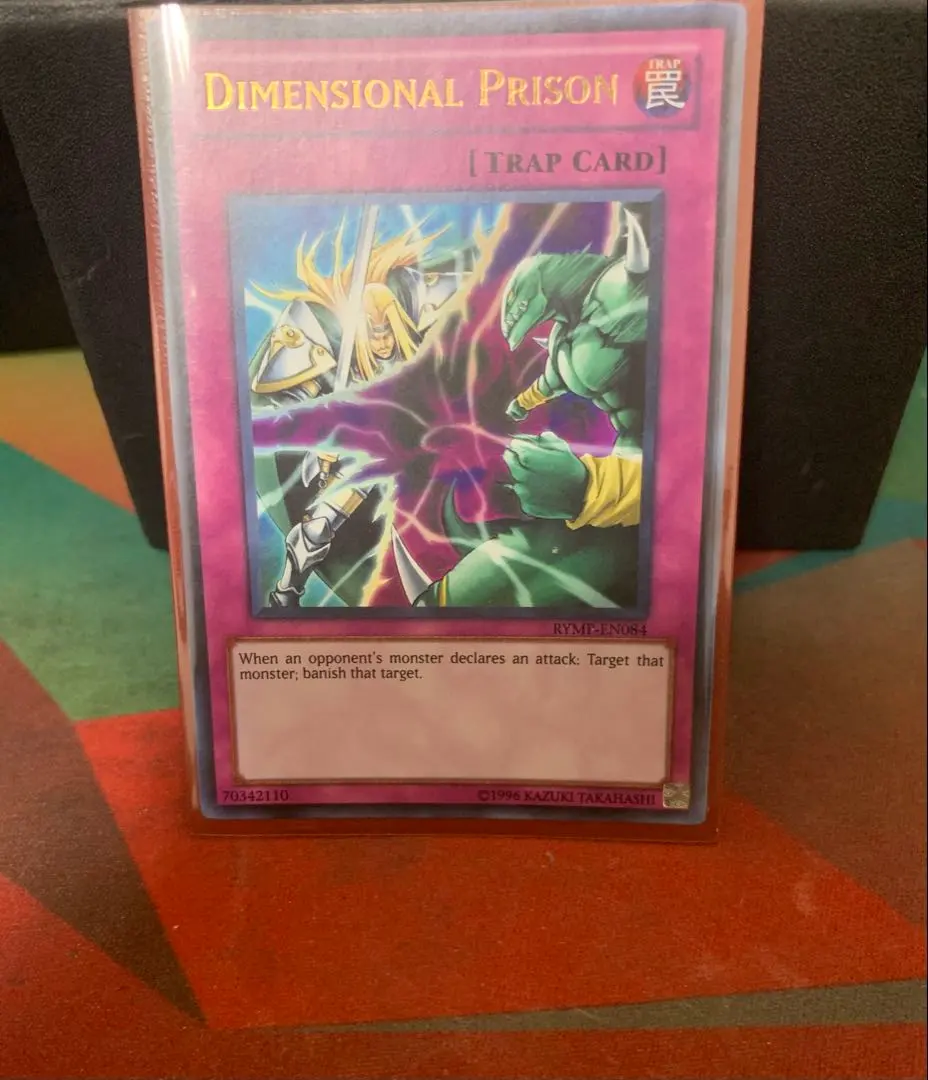 DIMENSIONAL PRISON
TRAP
罠
[TRAP CARD]
RYMP-EN084
When an opponent's monster declares an attack: Target that
monster; banish that target.
70342110
©1996 KAZUKI TAKAHASHI